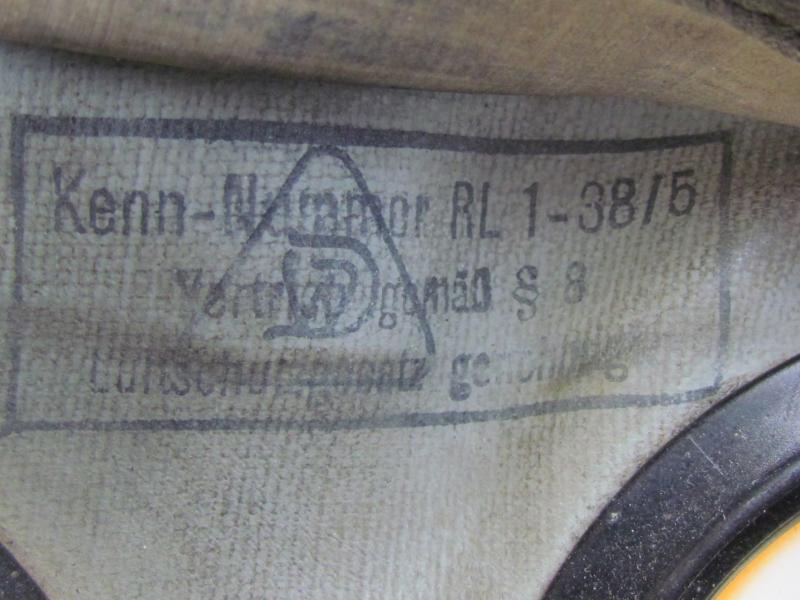 Kenn-Nummer RL 1-38/5
Vertrieb gemäß § 8
Luftschutzgesetz genehmigt